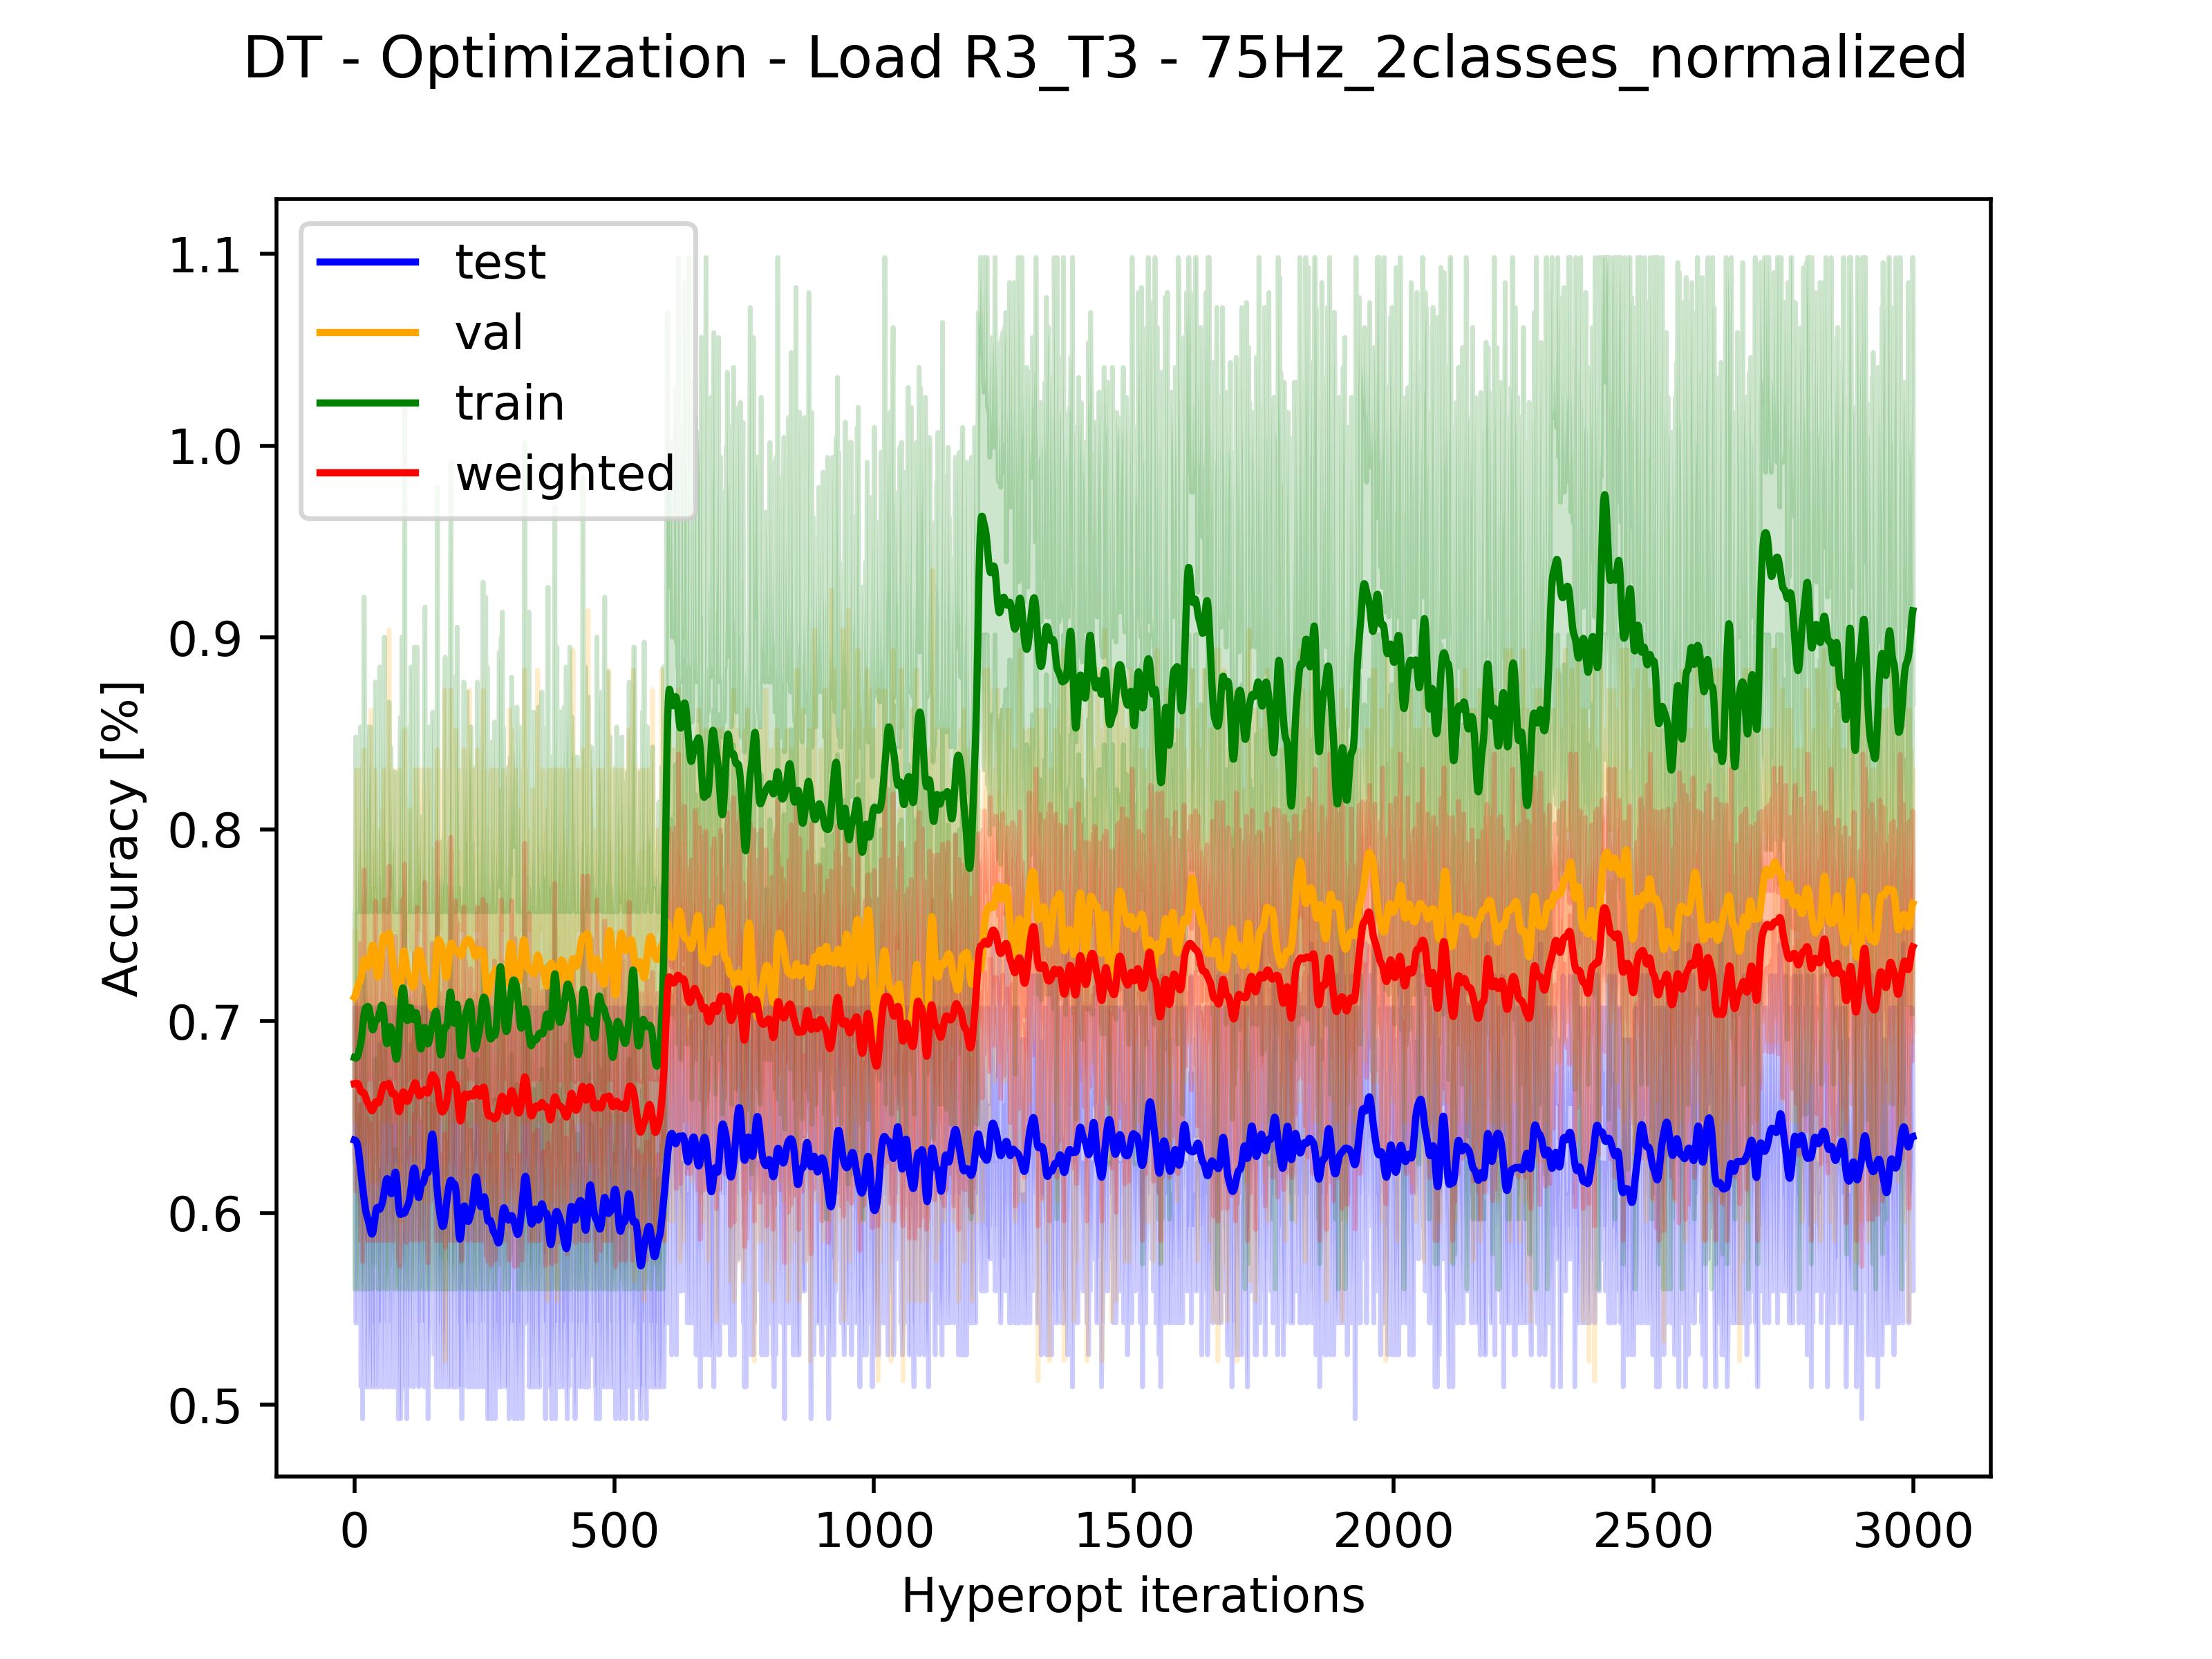 DT - Optimization - Load R3_T3 - 75Hz_2classes_normalized
test
val
train
weighted
1.1
1.0
0.9
0.8
0.7
0.6
0.5
Accuracy [%]
0 500 1000 1500 2000 2500 3000
Hyperopt iterations